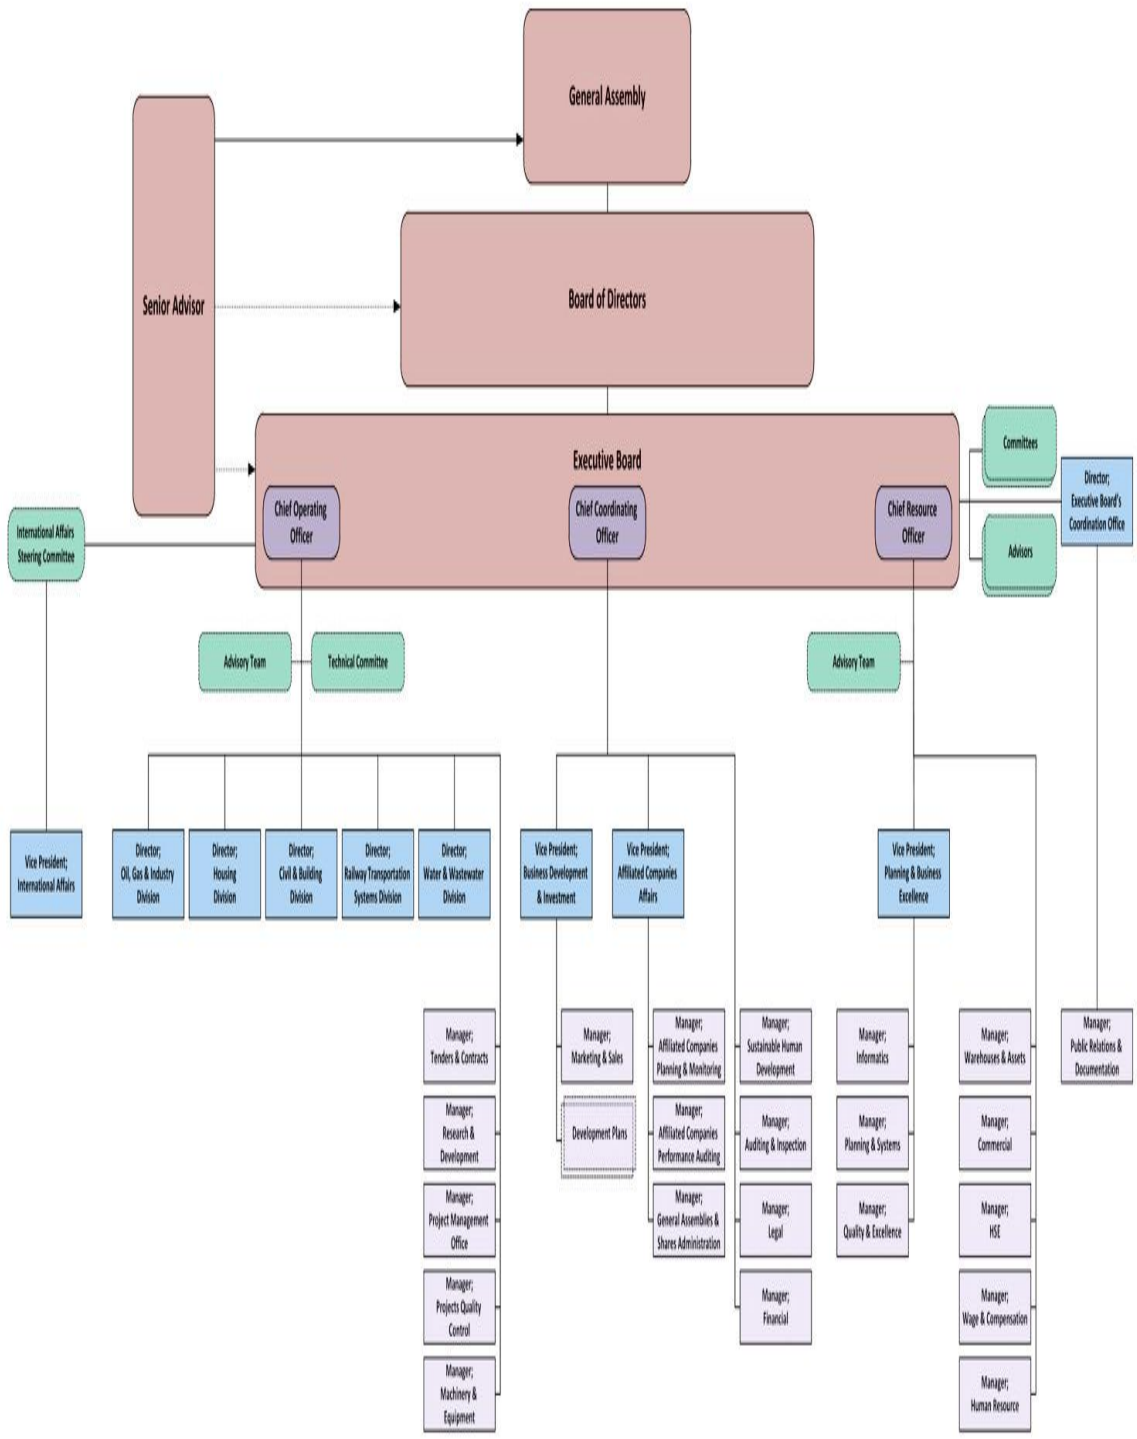 General Assembly
Senior Advisor
Board of Directors
Executive Board
Chief Operating
Officer
Chief Coordinating
Officer
Chief Resource
Officer
Committees
Advisors
Director;
Executive Board's
Coordination Office
International Affairs
Steering Committee
Advisory Team
Technical Committee
Advisory Team
Vice President;
International Affairs
Director;
Oil, Gas & Industry
Division
Director;
Housing
Division
Director;
Civil & Building
Division
Director;
Railway Transportation
Systems Division
Director;
Water & Wastewater
Division
Vice President;
Business Development
& Investment
Vice President;
Affiliated Companies
Affairs
Vice President;
Planning & Business
Excellence
Manager;
Tenders & Contracts
Manager;
Research &
Development
Manager;
Project Management
Office
Manager;
Projects Quality
Control
Manager;
Machinery &
Equipment
Manager;
Marketing & Sales
Development Plans
Manager;
Affiliated Companies
Planning & Monitoring
Manager;
Affiliated Companies
Performance Auditing
Manager;
General Assemblies &
Shares Administration
Manager;
Sustainable Human
Development
Manager;
Auditing & Inspection
Manager;
Legal
Manager;
Financial
Manager;
Informatics
Manager;
Planning & Systems
Manager;
Quality & Excellence
Manager;
Warehouses & Assets
Manager;
Commercial
Manager;
HSE
Manager;
Wage & Compensation
Manager;
Human Resource
Manager;
Public Relations &
Documentation